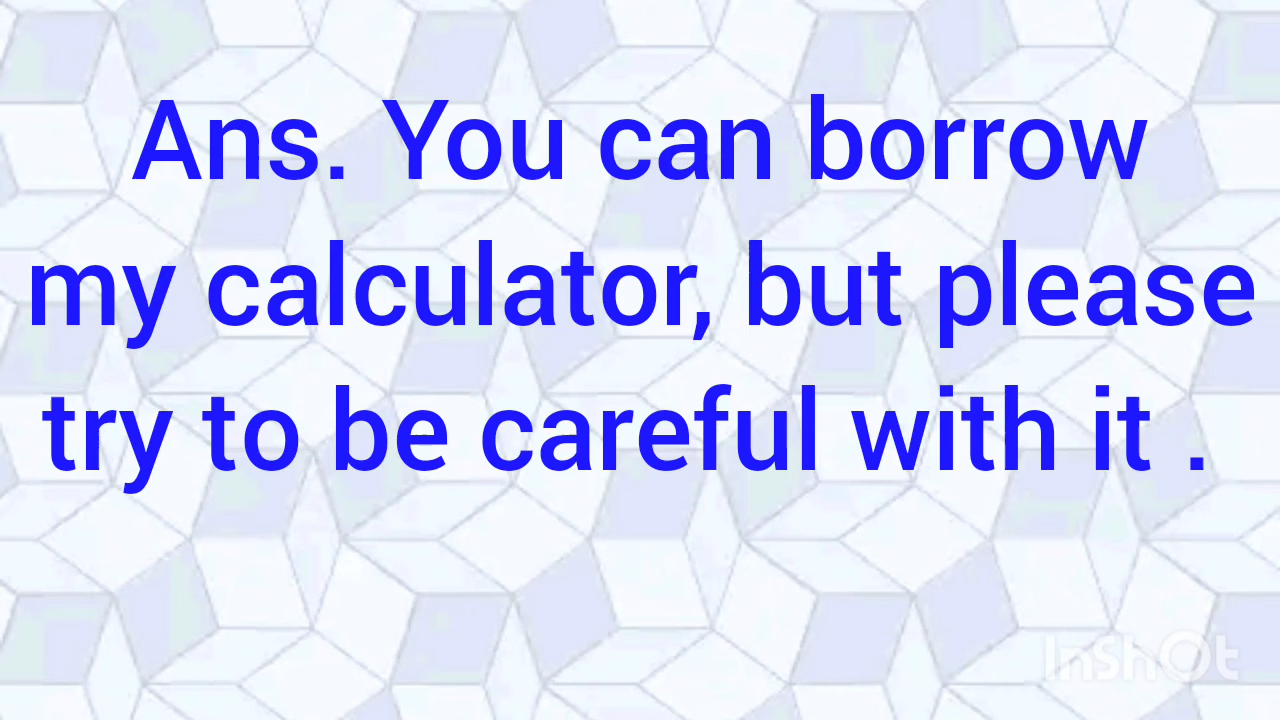 Ans. You can borrow
my calculator, but please
try to be careful with it .
InShOt